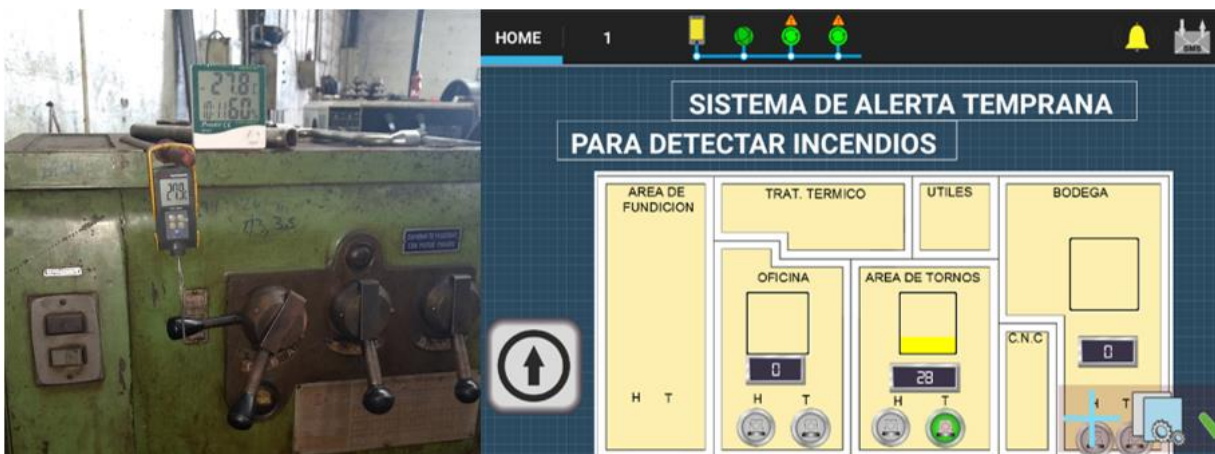 27.8
60%
HOME
1
SMS
SISTEMA DE ALERTA TEMPRANA
PARA DETECTAR INCENDIOS
AREA DE
FUNDICION
TRAT. TERMICO
UTILES
BODEGA
OFICINA
AREA DE TORNOS
C.N.C
0
28
0
H T
H T
H T
H T